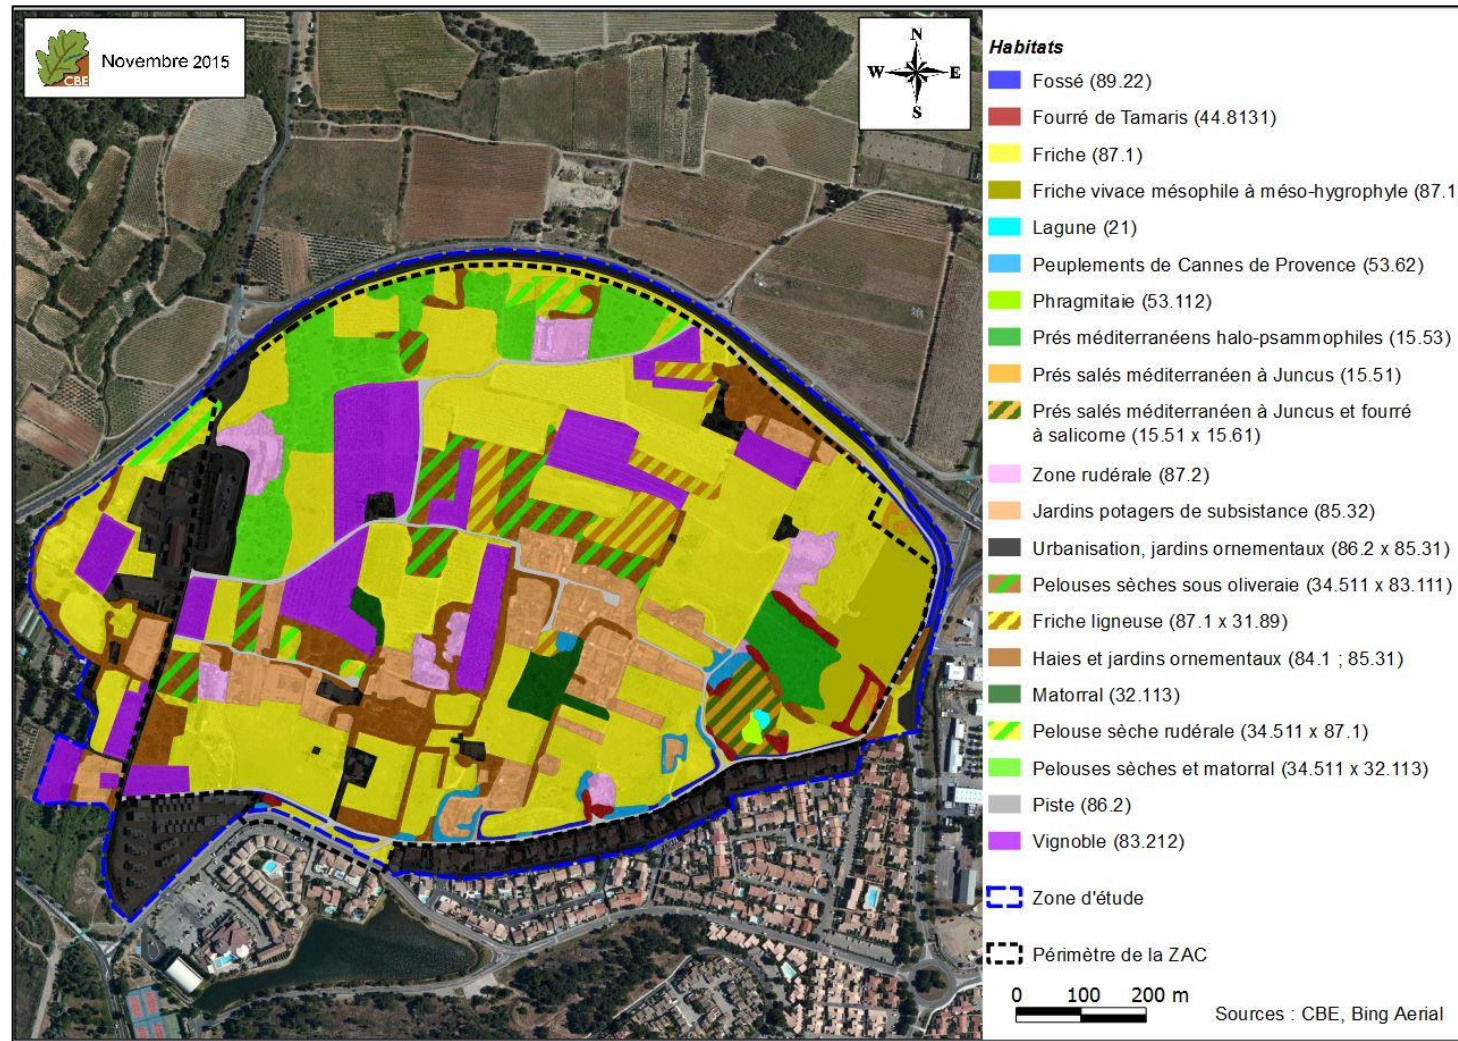 CBE
Novembre 2015
N
W E
S
Habitats
Fossé (89.22)
Fourré de Tamaris (44.8131)
Friche (87.1)
Friche vivace mésophile à méso-hygrophyle (87.1
Lagune (21)
Peuplements de Cannes de Provence (53.62)
Phragmitaie (53.112)
Prés méditerranéens halo-psammophiles (15.53)
Prés salés méditerranéen à Juncus (15.51)
Prés salés méditerranéen à Juncus et fourré
à salicorne (15.51 x 15.61)
Zone rudérale (87.2)
Jardins potagers de subsistance (85.32)
Urbanisation, jardins ornementaux (86.2 x 85.31)
Pelouses sèches sous oliveraie (34.511 x 83.111)
Friche ligneuse (87.1 x 31.89)
Haies et jardins ornementaux (84.1 ; 85.31)
Matorral (32.113)
Pelouse sèche rudérale (34.511 x 87.1)
Pelouses sèches et matorral (34.511 x 32.113)
Piste (86.2)
Vignoble (83.212)
Zone d'étude
Périmètre de la ZAC
0 100 200 m
Sources : CBE, Bing Aerial